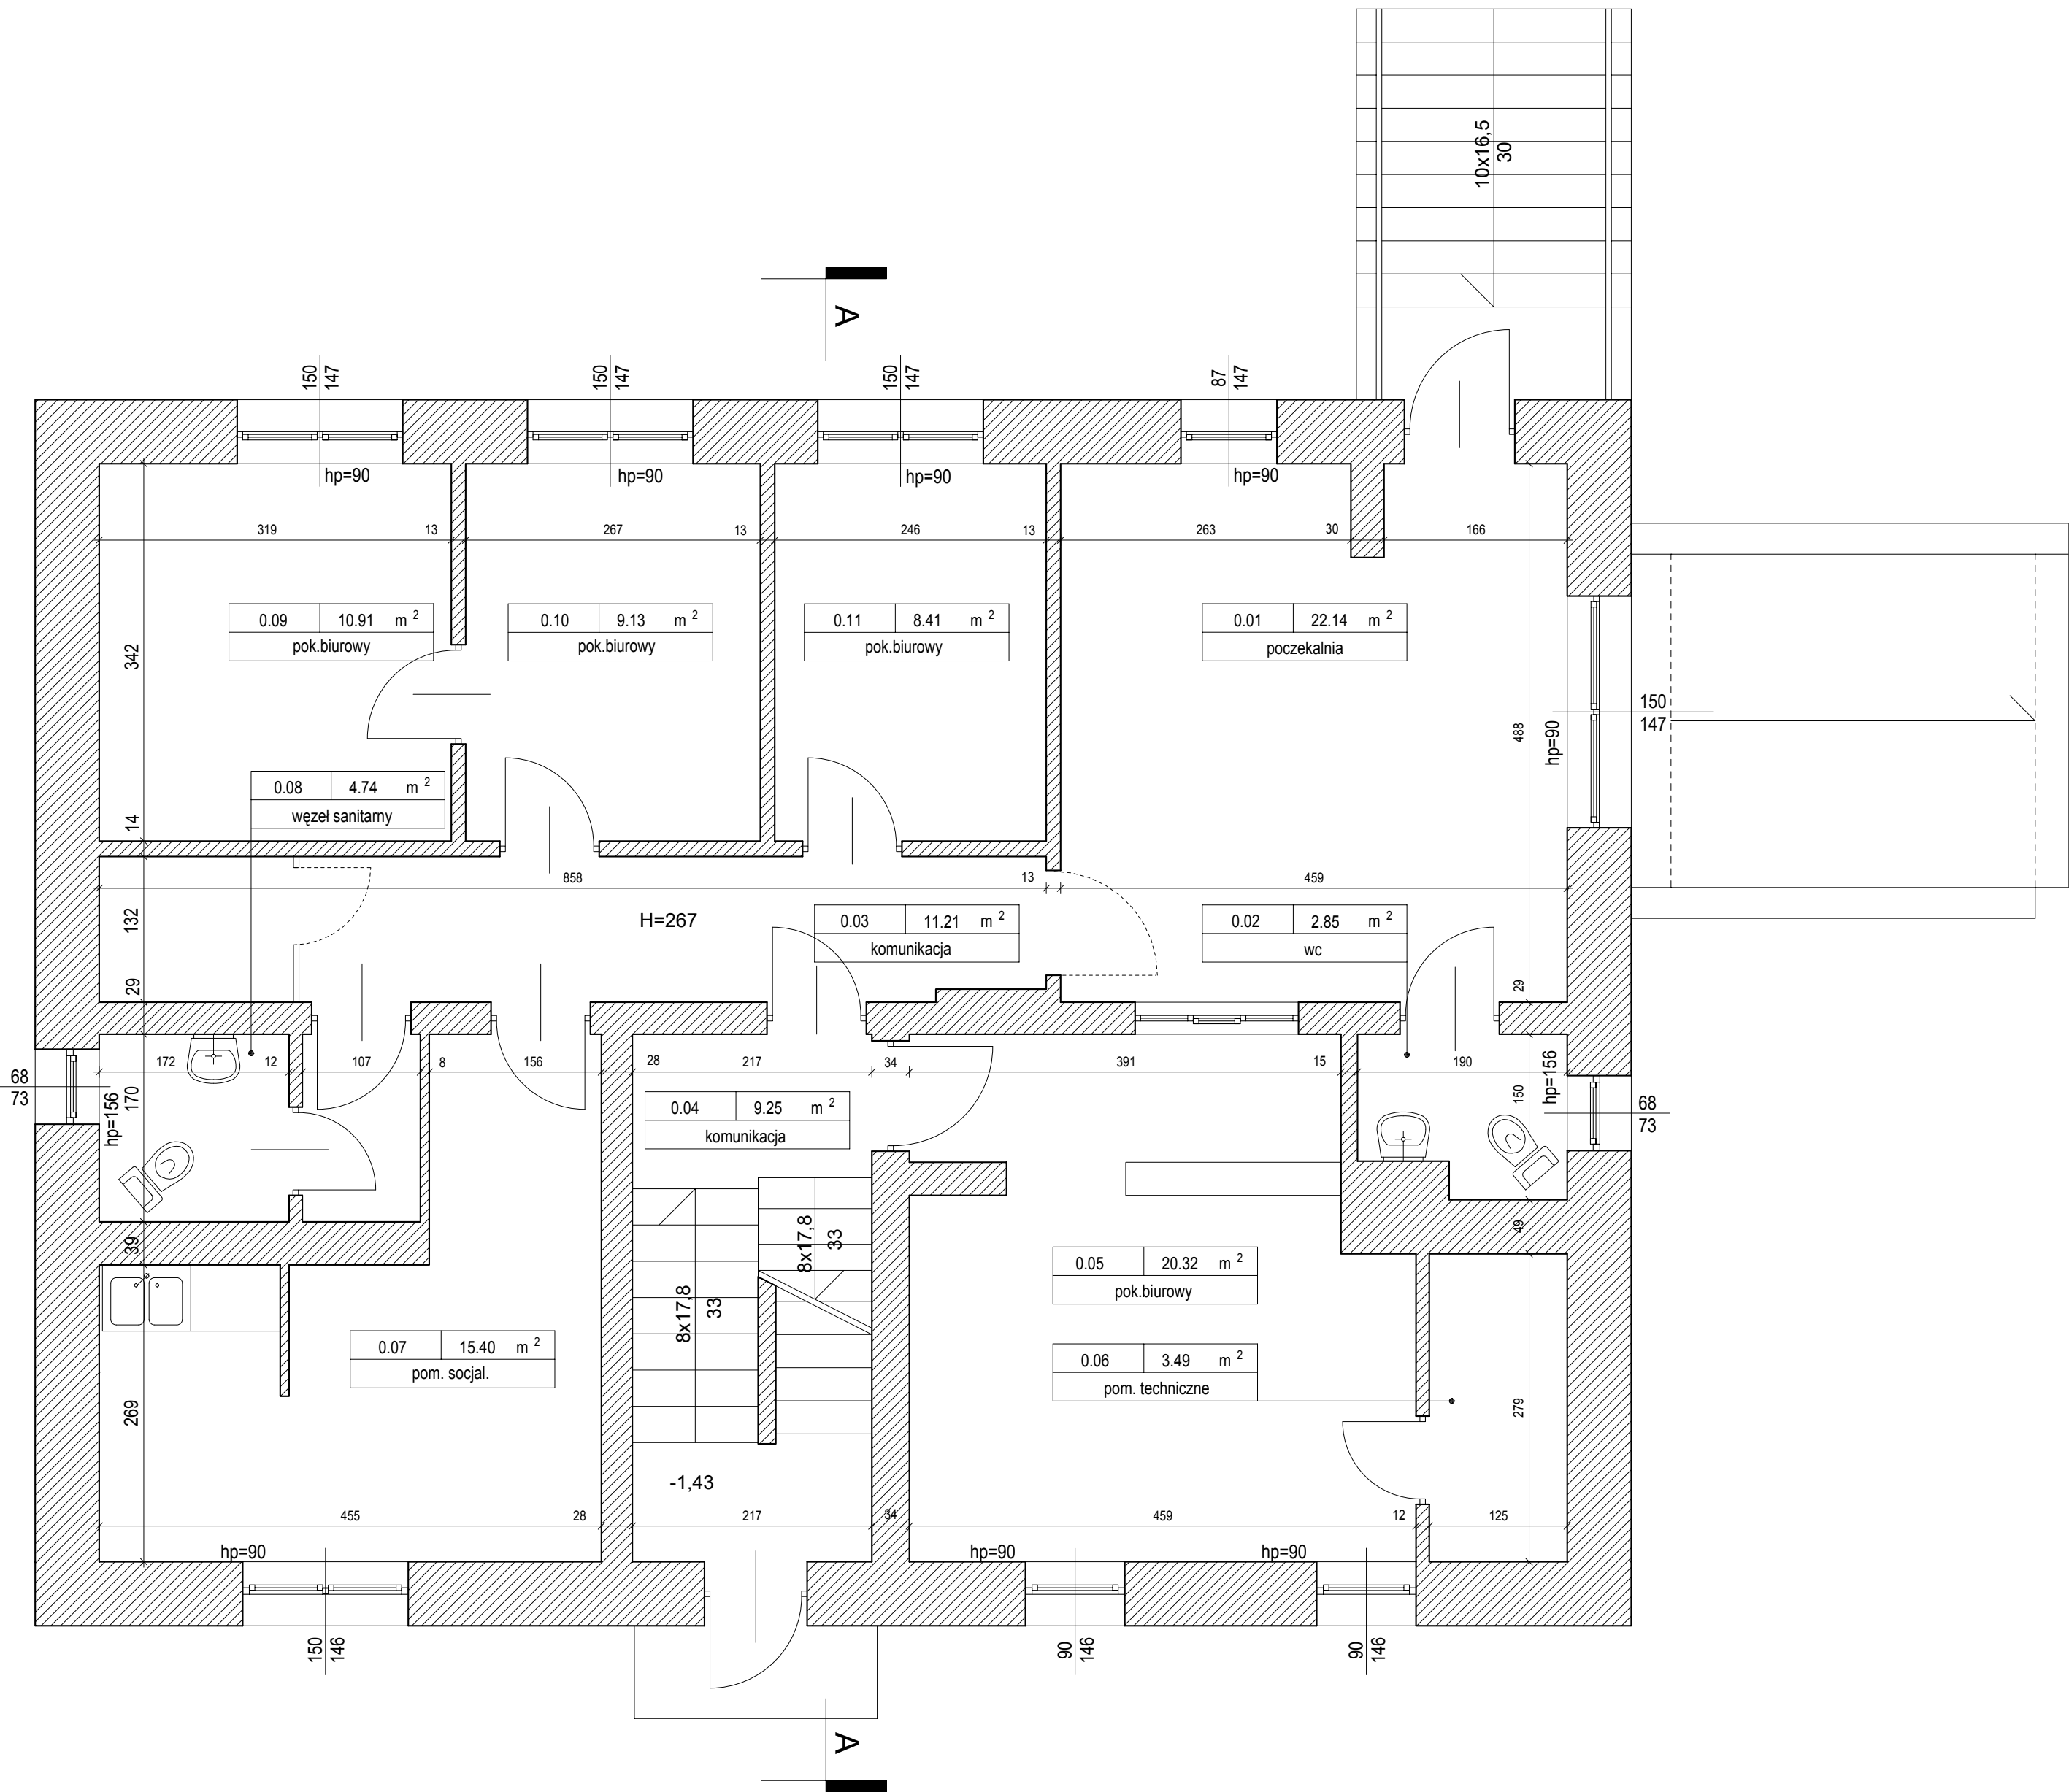 10x16,5
30
A
150
147
150
147
150
147
87
147
hp=90
hp=90
hp=90
hp=90
319
13
267
13
246
13
263
30
166
0.09 10.91 m 2
pok.biurowy
0.10 9.13 m 2
pok.biurowy
0.11 8.41 m 2
pok.biurowy
0.01 22.14 m 2
poczekalnia
342
488
hp=90
150
147
0.08 4.74 m 2
węzeł sanitarny
14
858
13
459
132
H=267
0.03 11.21 m 2
komunikacja
0.02 2.85 m 2
wc
29
29
172
12
107
8
156
28
217
34
391
15
190
68
73
hp=156
170
150
hp=156
68
73
0.04 9.25 m 2
komunikacja
39
49
8x17,8
33
8x17,8
33
0.05 20.32 m 2
pok.biurowy
0.07 15.40 m 2
pom. socjal.
0.06 3.49 m 2
pom. techniczne
269
279
-1,43
455
28
217
34
459
12
125
hp=90
hp=90
hp=90
150
146
90
146
90
146
A